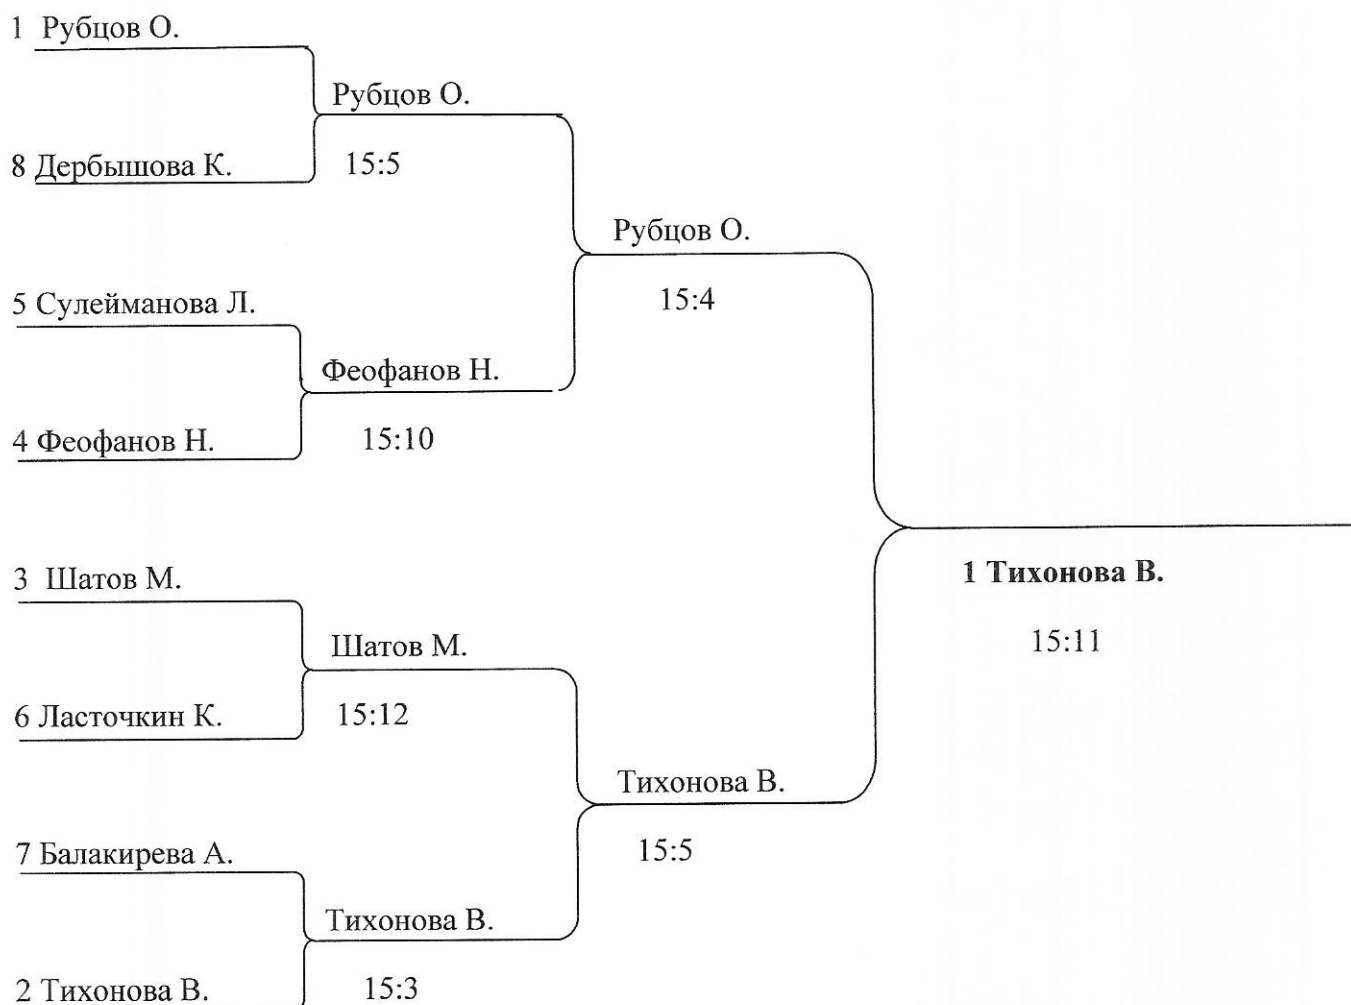 1 Рубцов О.
Рубцов О.
8 Дербышова К.
15:5
Рубцов О.
5 Сулейманова Л.
15:4
Феофанов Н.
4 Феофанов Н.
15:10
3 Шатов М.
1 Тихонова В.
Шатов М.
15:11
6 Ласточкин К.
15:12
Тихонова В.
7 Балакирева А.
15:5
Тихонова В.
2 Тихонова В.
15:3